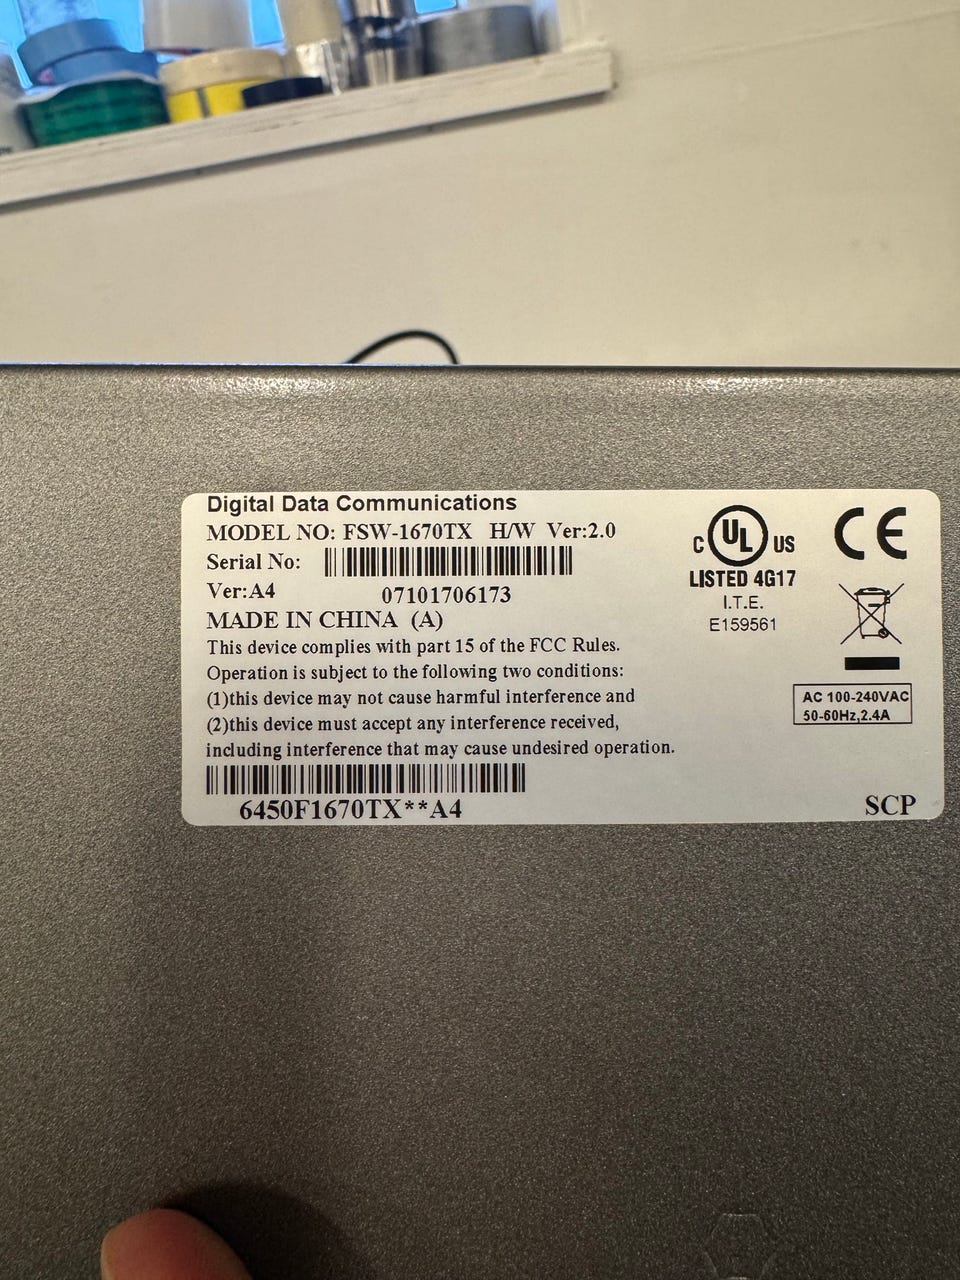 Digital Data Communications
MODEL NO: FSW-1670TX H/W Ver:2.0
Serial No:
Ver:A4 07101706173
MADE IN CHINA (A)
This device complies with part 15 of the FCC Rules.
Operation is subject to the following two conditions:
(1)this device may not cause harmful interference and
(2)this device must accept any interference received,
including interference that may cause undesired operation.
6450F1670TX**A4
C UL US
LISTED 4G17
I.T.E.
E159561
CE
AC 100-240VAC
50-60Hz,2.4A
SCP